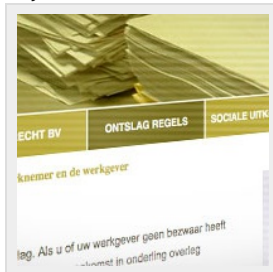 ECHT BV
ONTSLAG REGELS
SOCIALE UITK
knemer en de werkgever
lag. Als u of uw werkgever geen bezwaar heeft
komst in onderling overleg